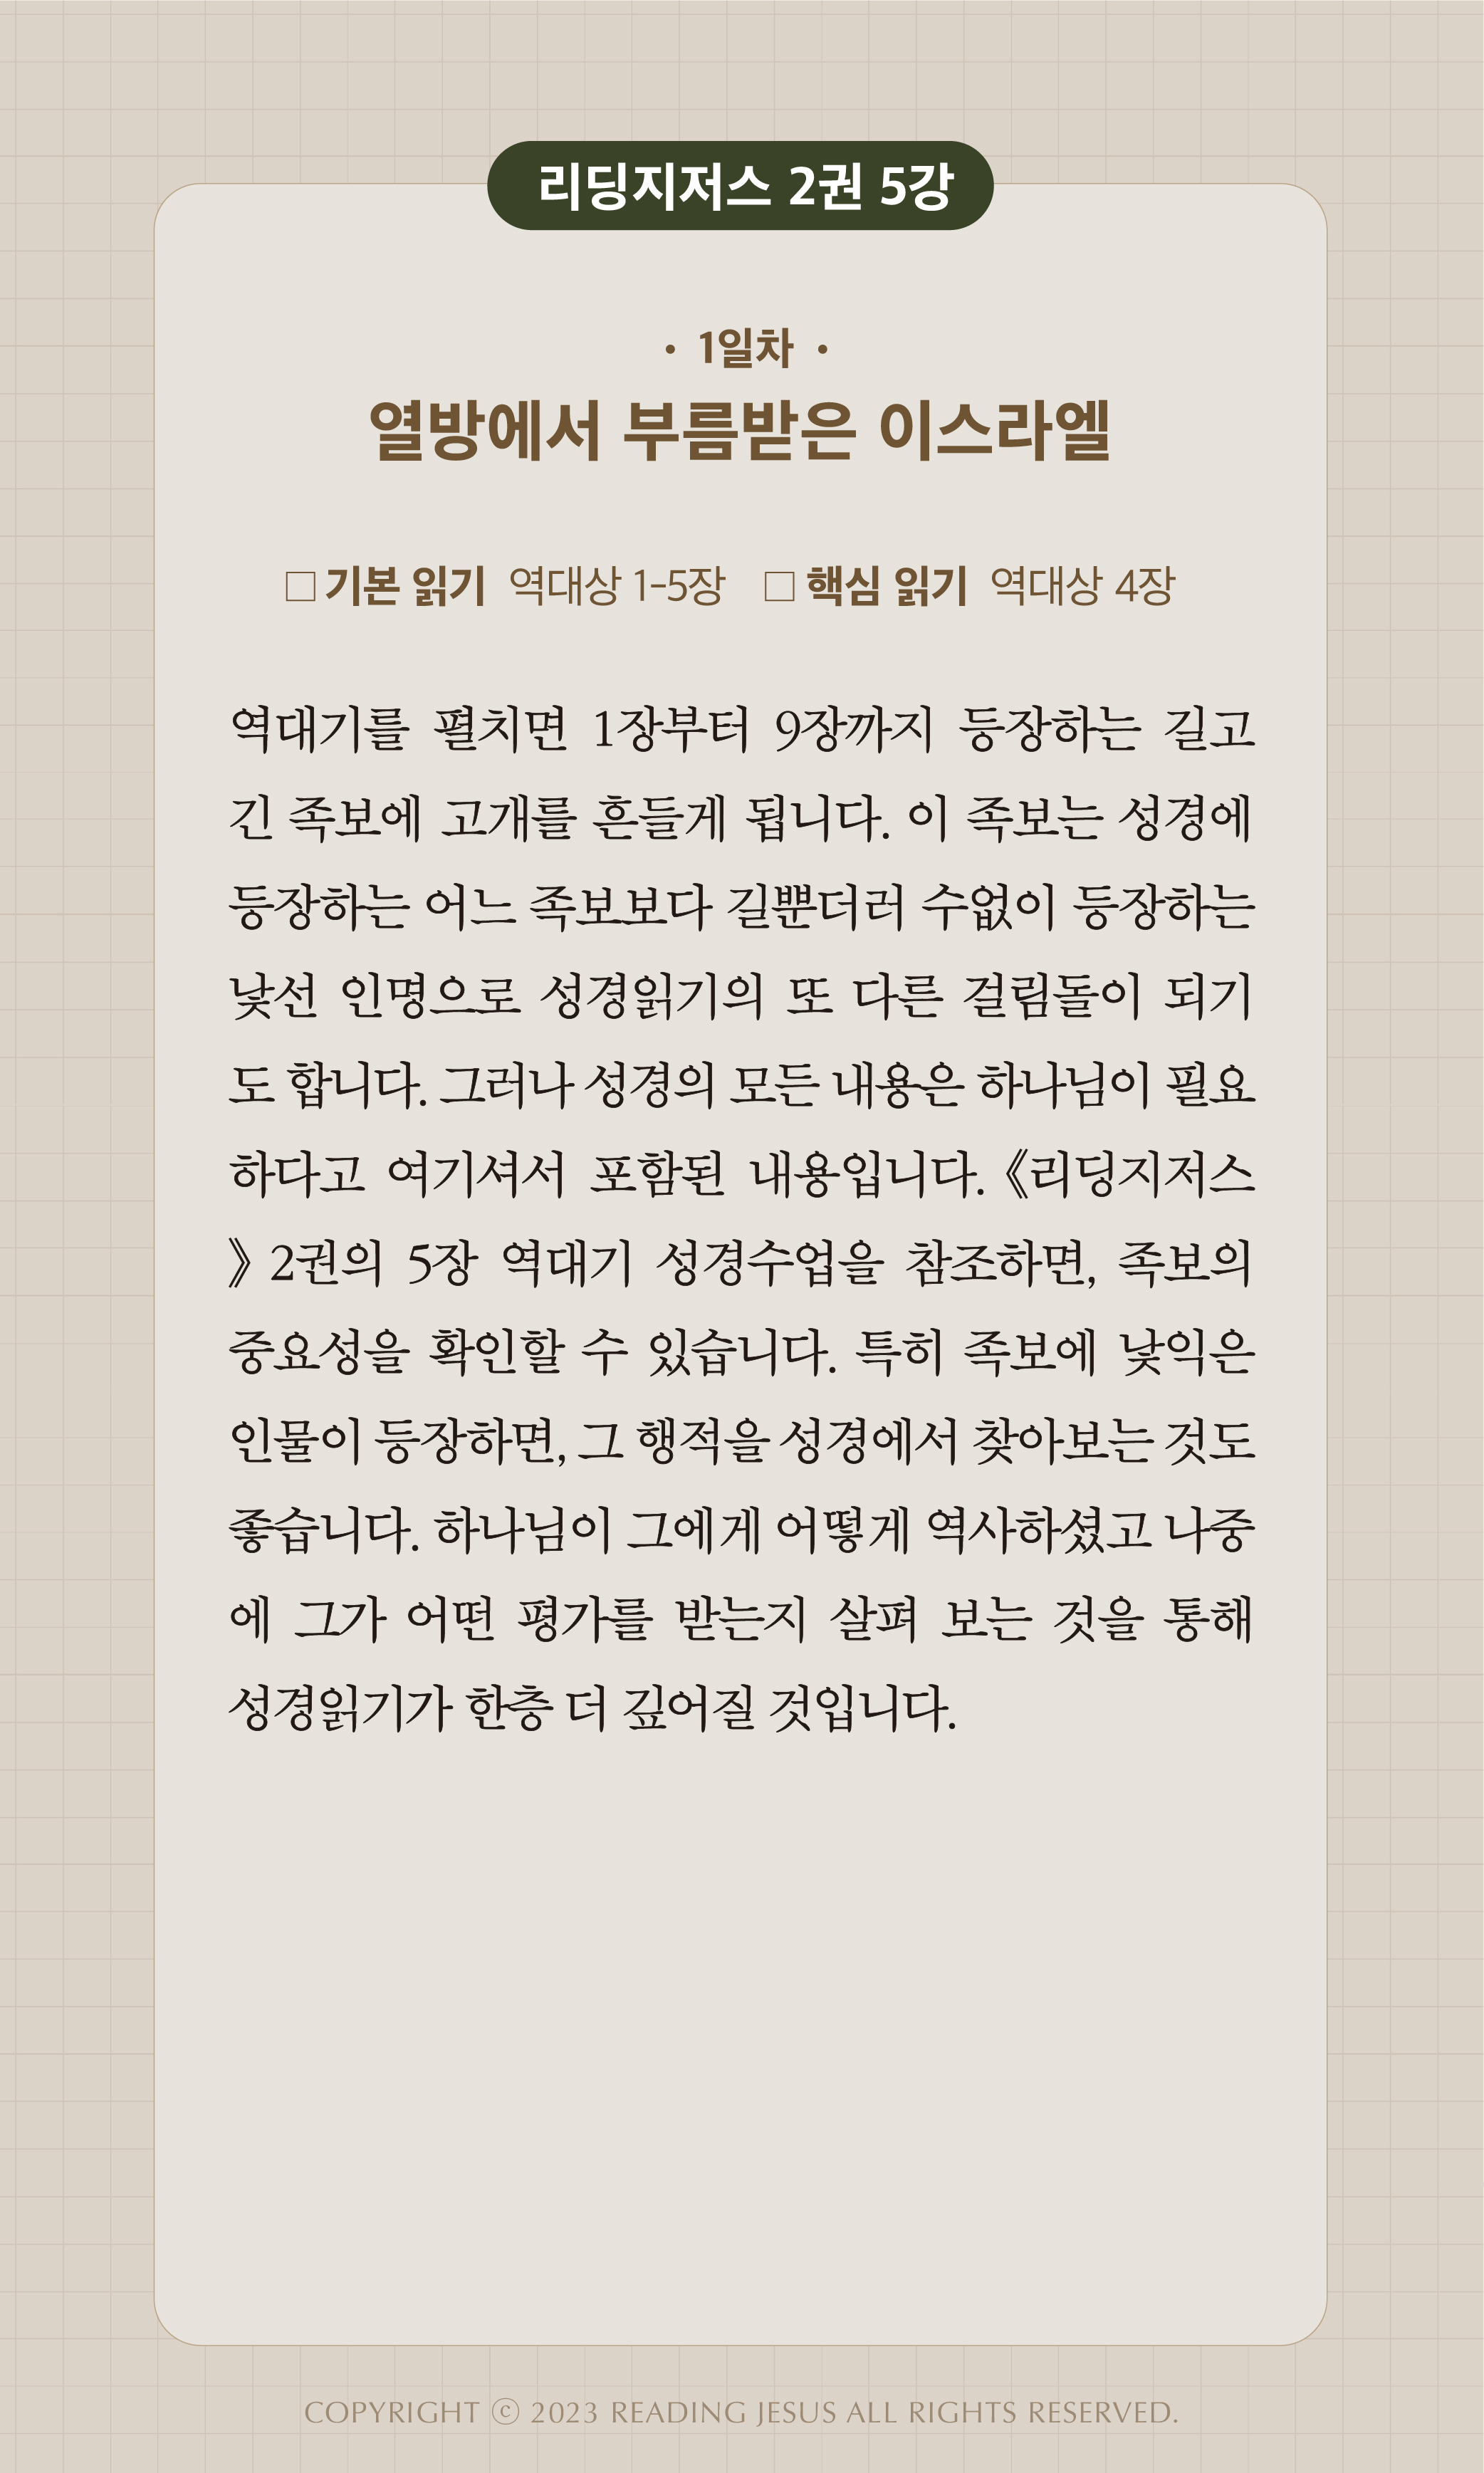 리딩지저스 2권 5강
· 1일차 ·
열방에서 부름받은 이스라엘
□ 기본 읽기 역대상 1-5장 □ 핵심 읽기 역대상 4장
역대기를 펼치면 1장부터 9장까지 등장하는 길고
긴 족보에 고개를 흔들게 됩니다. 이 족보는 성경에
등장하는 어느 족보보다 길뿐더러 수없이 등장하는
낯선 인명으로 성경읽기의 또 다른 걸림돌이 되기
도 합니다. 그러나 성경의 모든 내용은 하나님이 필요
하다고 여기셔서 포함된 내용입니다. 《리딩지저스
》 2권의 5장 역대기 성경수업을 참조하면, 족보의
중요성을 확인할 수 있습니다. 특히 족보에 낯익은
인물이 등장하면, 그 행적을 성경에서 찾아보는 것도
좋습니다. 하나님이 그에게 어떻게 역사하셨고 나중
에 그가 어떤 평가를 받는지 살펴 보는 것을 통해
성경읽기가 한층 더 깊어질 것입니다.
COPYRIGHT ⓒ 2023 READING JESUS ALL RIGHTS RESERVED.